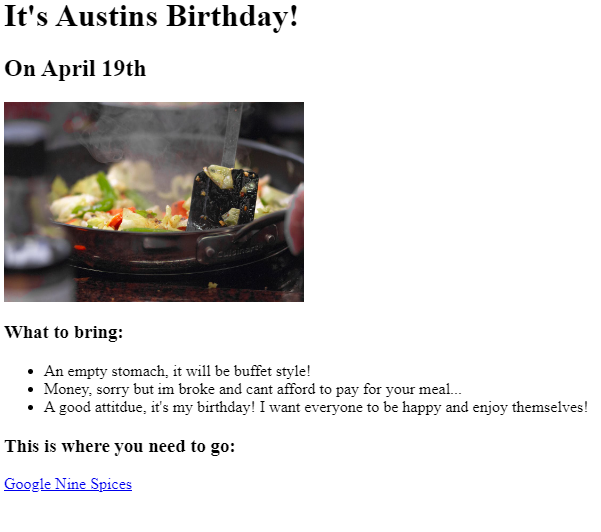 It's Austins Birthday!
On April 19th
What to bring:
An empty stomach, it will be buffet style!
Money, sorry but im broke and cant afford to pay for your meal...
A good attitdue, it's my birthday! I want everyone to be happy and enjoy themselves!
This is where you need to go:
Google Nine Spices